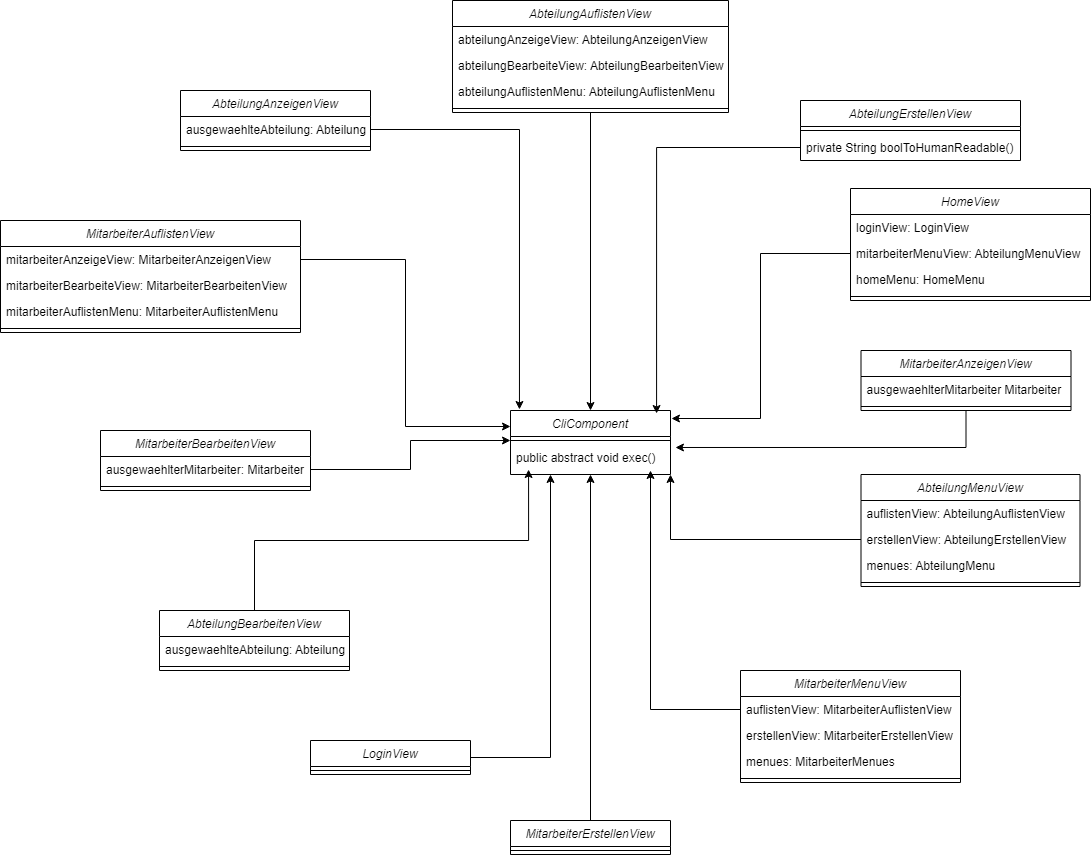 AbteilungAuflistenView
abteilungAnzeigeView: AbteilungAnzeigenView
abteilungBearbeiteView: AbteilungBearbeitenView
abteilungAuflistenMenu: AbteilungAuflistenMenu
AbteilungAnzeigenView
ausgewaehlteAbteilung: Abteilung
AbteilungErstellenView
private String boolToHumanReadable()
HomeView
loginView: LoginView
mitarbeiterMenuView: AbteilungMenuView
homeMenu: HomeMenu
MitarbeiterAuflistenView
mitarbeiterAnzeigeView: MitarbeiterAnzeigenView
mitarbeiterBearbeiteView: MitarbeiterBearbeitenView
mitarbeiterAuflistenMenu: MitarbeiterAuflistenMenu
MitarbeiterAnzeigenView
ausgewaehlterMitarbeiter Mitarbeiter
CliComponent
public abstract void exec()
MitarbeiterBearbeitenView
ausgewaehlterMitarbeiter: Mitarbeiter
AbteilungMenuView
auflistenView: AbteilungAuflistenView
erstellenView: AbteilungErstellenView
menues: AbteilungMenu
AbteilungBearbeitenView
ausgewaehlteAbteilung: Abteilung
MitarbeiterMenuView
auflistenView: MitarbeiterAuflistenView
erstellenView: MitarbeiterErstellenView
menues: MitarbeiterMenues
LoginView
MitarbeiterErstellenView